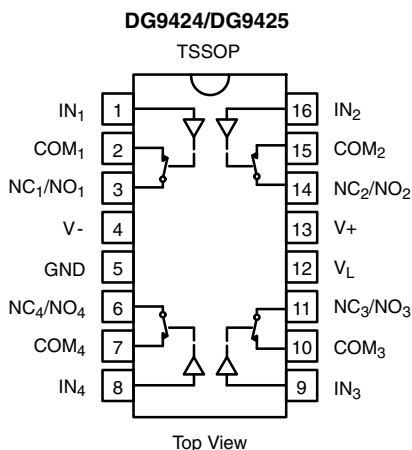 DG9424/DG9425
TSSOP
IN1 1 16 IN2
COM1 2 15 COM2
NC1/NO1 3 14 NC2/NO2
V- 4 13 V+
GND 5 12 VL
NC4/NO4 6 11 NC3/NO3
COM4 7 10 COM3
IN4 8 9 IN3
Top View